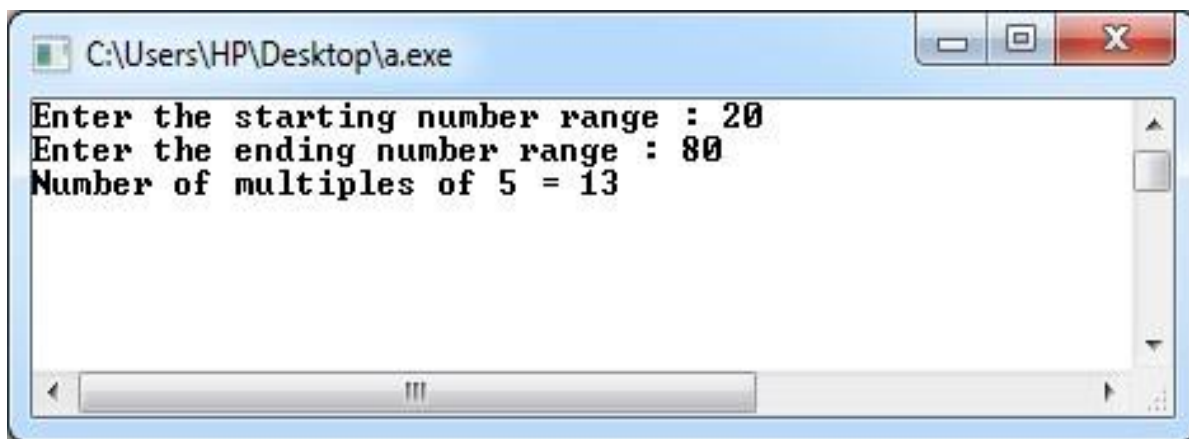 C:\Users\HP\Desktop\a.exe
Enter the starting number range : 20
Enter the ending number range : 80
Number of multiples of 5 = 13